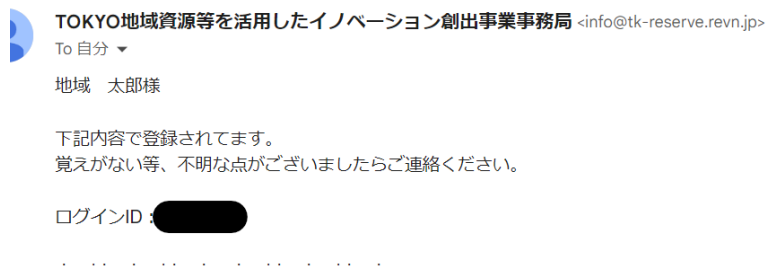 TOKYO地域資源等を活用したイノベーション創出事業事務局 <info@tk-reserve.revn.jp>
To 自分
地域　太郎様
下記内容で登録されてます。
覚えがない等、不明な点がございましたらご連絡ください。
ログインID：